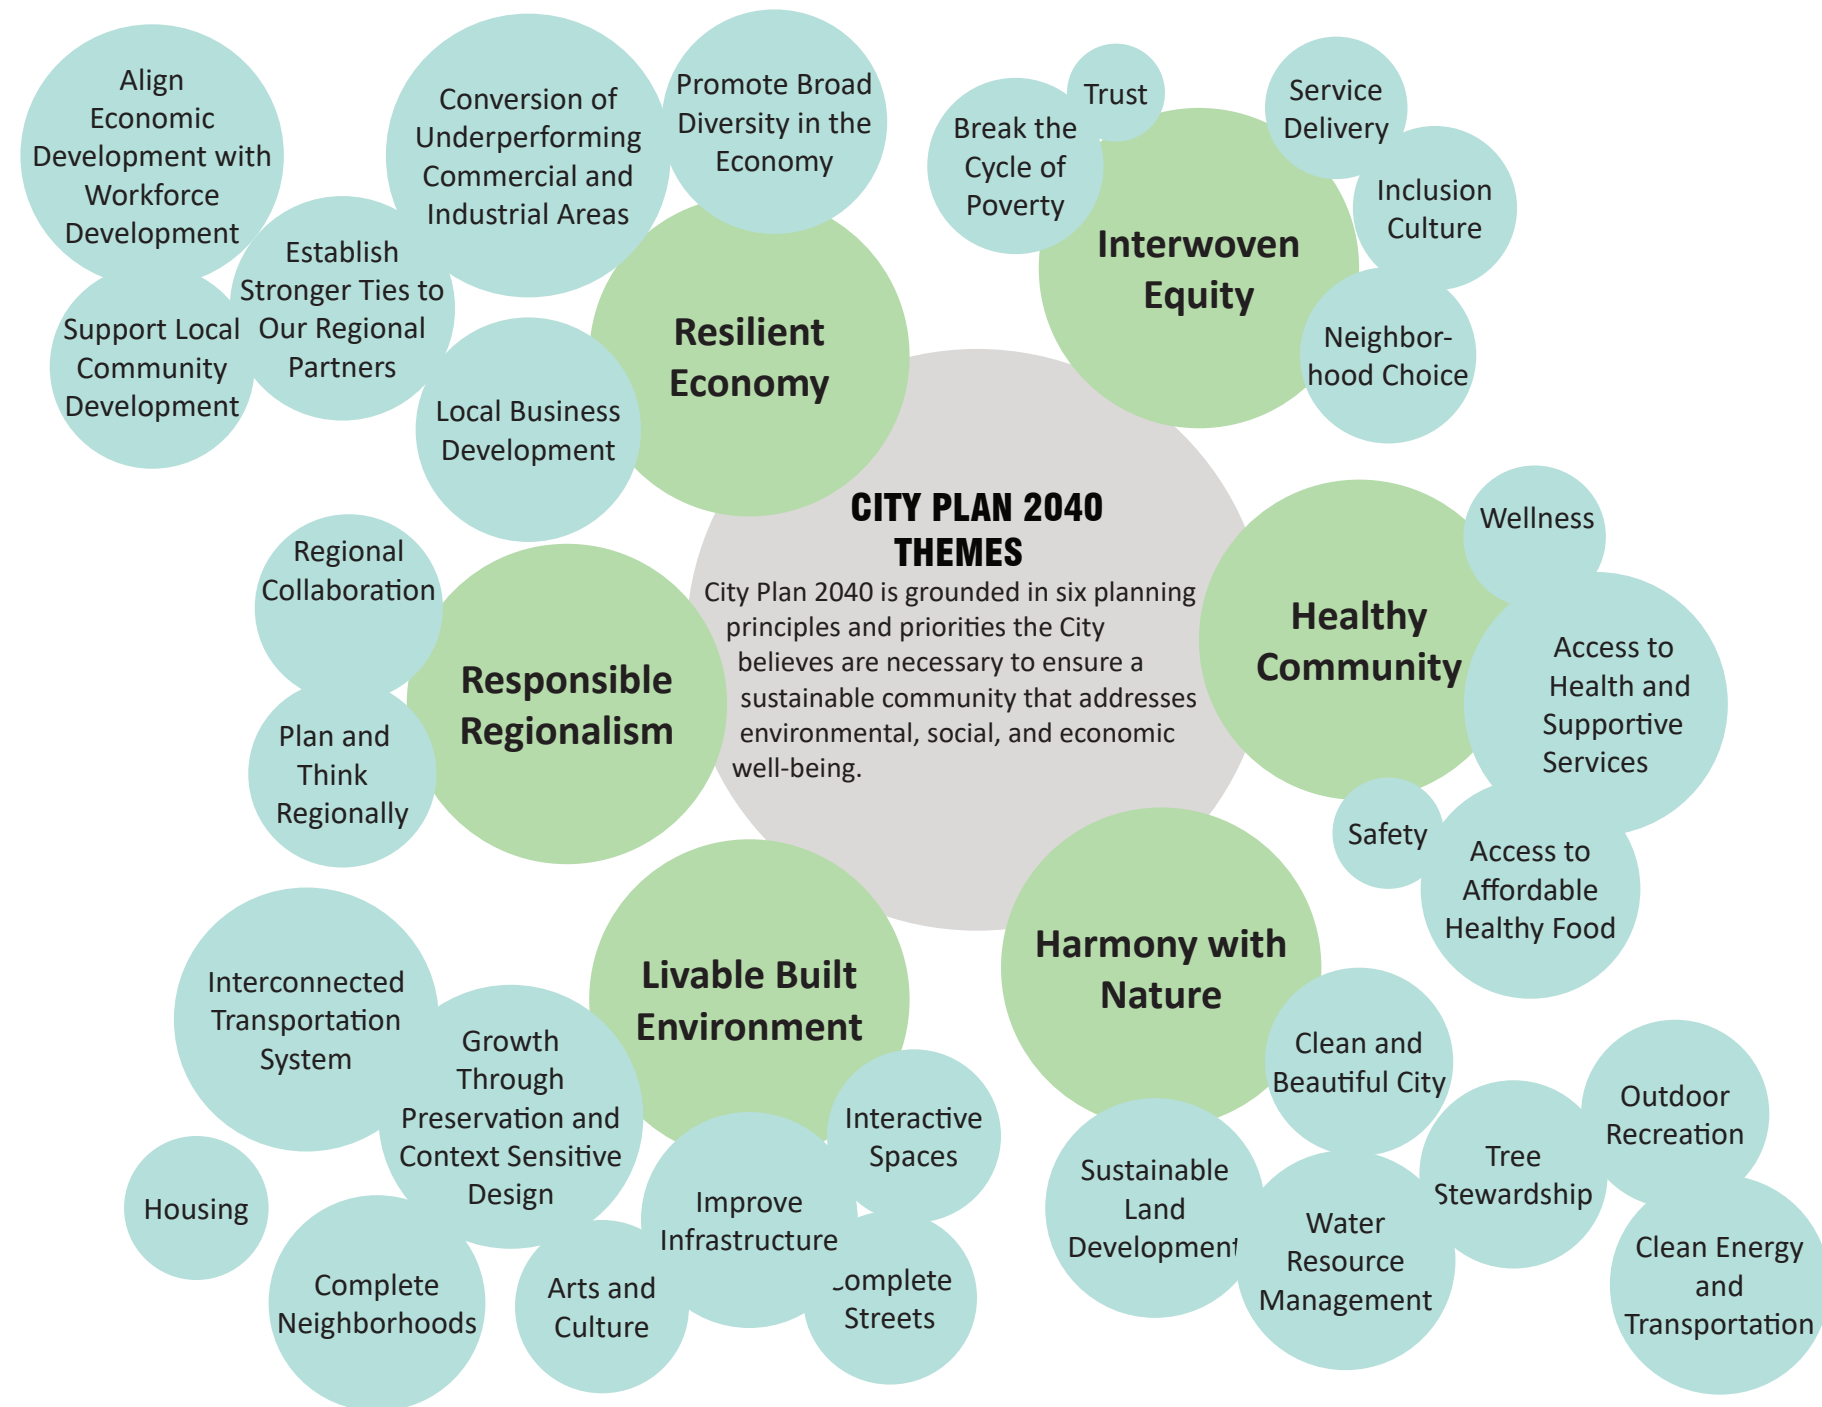 Align
Economic
Development with
Workforce
Development
Conversion of
Underperforming
Commercial and
Industrial Areas
Promote Broad
Diversity in the
Economy
Establish
Stronger Ties to
Our Regional
Partners
Support Local
Community
Development
Local Business
Development
Resilient
Economy
Trust
Break the
Cycle of
Poverty
Service
Delivery
Inclusion
Culture
Neighbor-
hood Choice
Interwoven
Equity
CITY PLAN 2040
THEMES
City Plan 2040 is grounded in six planning
principles and priorities the City
believes are necessary to ensure a
sustainable community that addresses
environmental, social, and economic
well-being.
Regional
Collaboration
Plan and
Think
Regionally
Responsible
Regionalism
Wellness
Healthy
Community
Access to
Health and
Supportive
Services
Safety
Access to
Affordable
Healthy Food
Livable Built
Environment
Interconnected
Transportation
System
Growth
Through
Preservation and
Context Sensitive
Design
Housing
Complete
Neighborhoods
Arts and
Culture
Improve
Infrastructure
Interactive
Spaces
Complete
Streets
Harmony with
Nature
Clean and
Beautiful City
Sustainable
Land
Development
Water
Resource
Management
Tree
Stewardship
Outdoor
Recreation
Clean Energy
and
Transportation